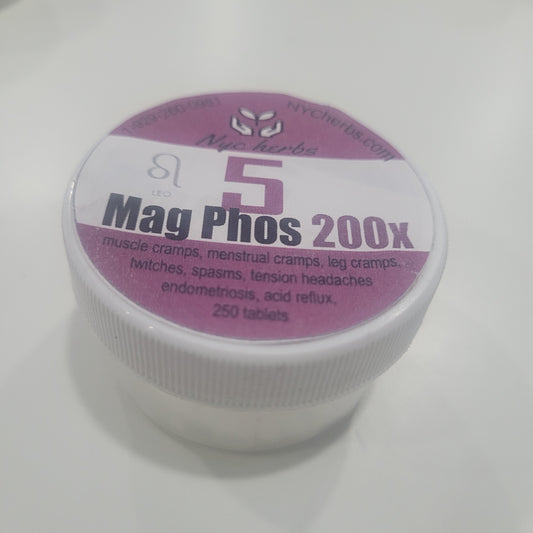 NYCherbs.com
Nyc herbs
LEO
5
Mag Phos 200x
muscle cramps, menstrual cramps, leg cramps,
twitches, spasms, tension headaches
endometriosis, acid reflux,
250 tablets